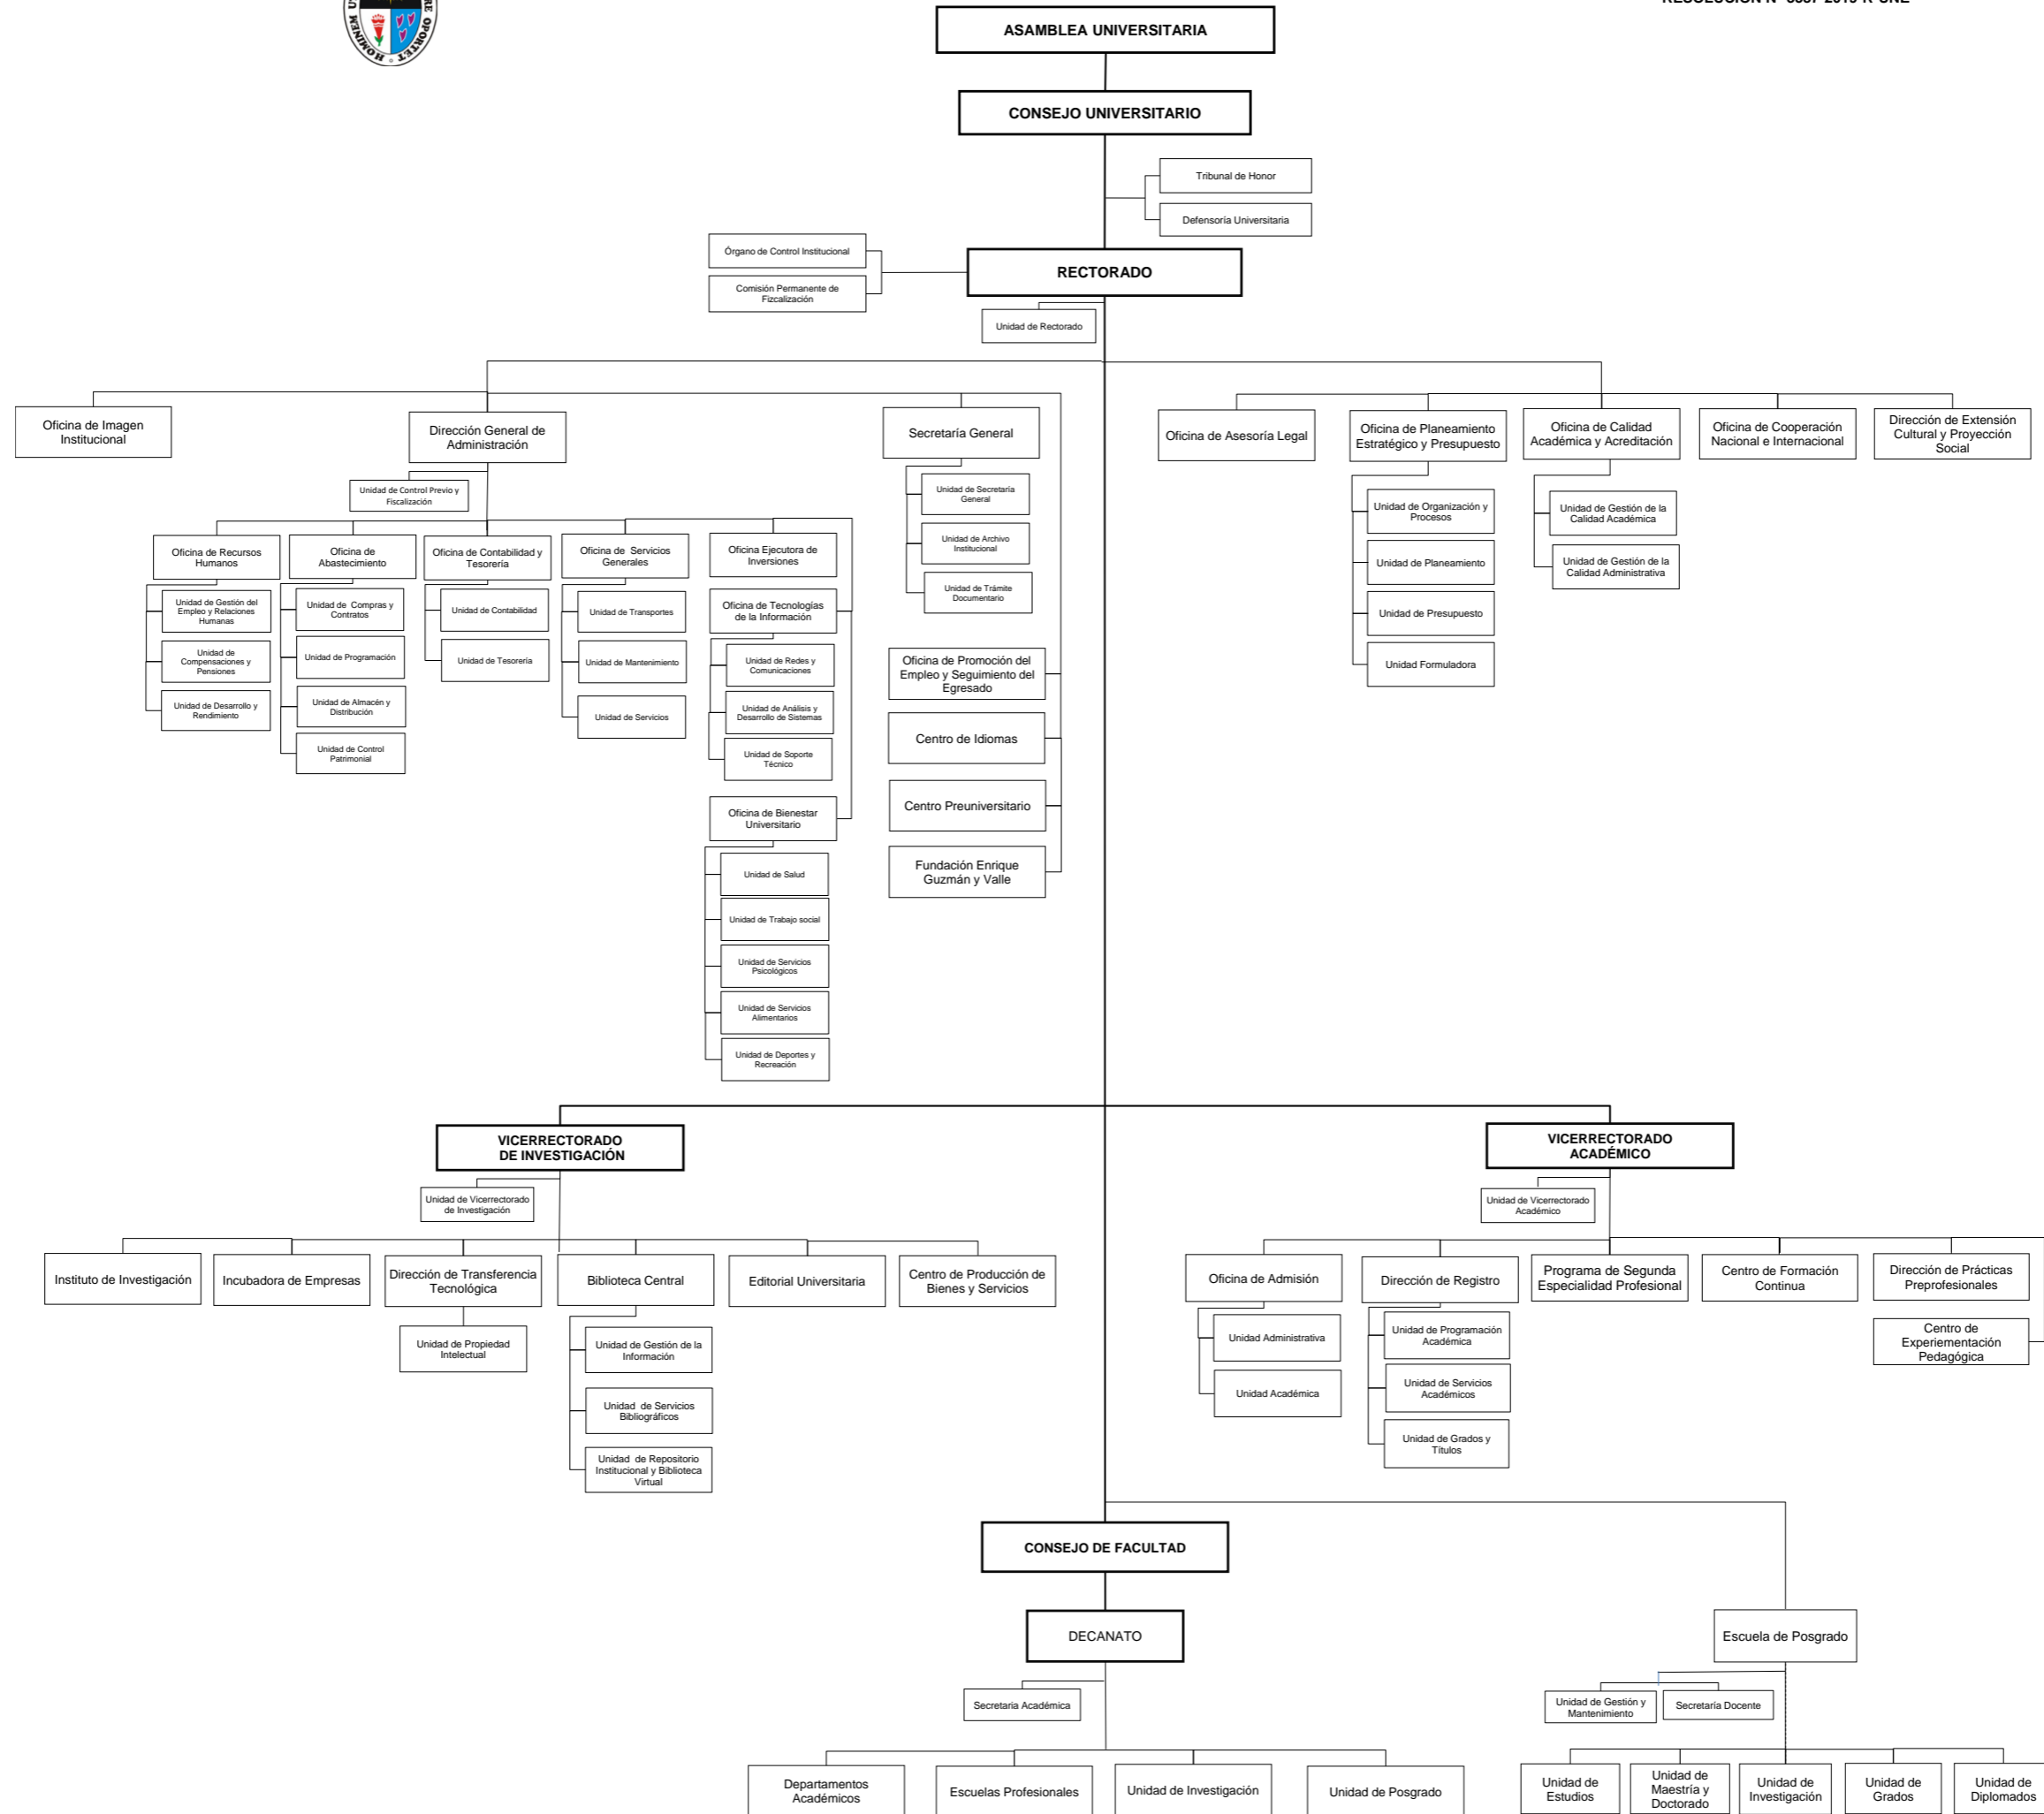 ASAMBLEA UNIVERSITARIA
CONSEJO UNIVERSITARIO
Tribunal de Honor
Defensoría Universitaria
Órgano de Control Institucional
Comisión Permanente de
Fizcalización
RECTORADO
Unidad de Rectorado
Oficina de Imagen
Institucional
Dirección General de
Administración
Unidad de Control Previo y
Fiscalización
Oficina de Recursos
Humanos
Unidad de Gestión del
Empleo y Relaciones
Humanas
Unidad de
Compensaciones y
Pensiones
Unidad de Desarrollo y
Rendimiento
Oficina de
Abastecimiento
Unidad de Compras y
Contratos
Unidad de Programación
Unidad de Almacén y
Distribución
Unidad de Control
Patrimonial
Oficina de Contabilidad y
Tesorería
Unidad de Contabilidad
Unidad de Tesorería
Oficina de Servicios
Generales
Unidad de Transportes
Unidad de Mantenimiento
Unidad de Servicios
Oficina Ejecutora de
Inversiones
Oficina de Tecnologías
de la Información
Unidad de Redes y
Comunicaciones
Unidad de Análisis y
Desarrollo de Sistemas
Unidad de Soporte
Técnico
Oficina de Bienestar
Universitario
Unidad de Salud
Unidad de Trabajo social
Unidad de Servicios
Psicológicos
Unidad de Servicios
Alimentarios
Unidad de Deportes y
Recreación
Secretaría General
Unidad de Secretaría
General
Unidad de Archivo
Institucional
Unidad de Trámite
Documentario
Oficina de Promoción del
Empleo y Seguimiento del
Egresado
Centro de Idiomas
Centro Preuniversitario
Fundación Enrique
Guzmán y Valle
Oficina de Asesoría Legal
Oficina de Planeamiento
Estratégico y Presupuesto
Unidad de Organización y
Procesos
Unidad de Planeamiento
Unidad de Presupuesto
Unidad Formuladora
Oficina de Calidad
Académica y Acreditación
Unidad de Gestión de la
Calidad Académica
Unidad de Gestión de la
Calidad Administrativa
Oficina de Cooperación
Nacional e Internacional
Dirección de Extensión
Cultural y Proyección
Social
VICERRECTORADO
DE INVESTIGACIÓN
Unidad de Vicerrectorado
de Investigación
Instituto de Investigación
Incubadora de Empresas
Dirección de Transferencia
Tecnológica
Unidad de Propiedad
Intelectual
Biblioteca Central
Unidad de Gestión de la
Información
Unidad de Servicios
Bibliográficos
Unidad de Repositorio
Institucional y Biblioteca
Virtual
Editorial Universitaria
Centro de Producción de
Bienes y Servicios
VICERRECTORADO
ACADÉMICO
Unidad de Vicerrectorado
Académico
Oficina de Admisión
Unidad Administrativa
Unidad Académica
Dirección de Registro
Unidad de Programación
Académica
Unidad de Servicios
Académicos
Unidad de Grados y
Títulos
Programa de Segunda
Especialidad Profesional
Centro de Formación
Continua
Dirección de Prácticas
Preprofesionales
Centro de
Experiementación
Pedagógica
CONSEJO DE FACULTAD
DECANATO
Secretaria Académica
Departamentos
Académicos
Escuelas Profesionales
Unidad de Investigación
Unidad de Posgrado
Escuela de Posgrado
Unidad de Gestión y
Mantenimiento
Secretaría Docente
Unidad de
Estudios
Unidad de
Maestría y
Doctorado
Unidad de
Investigación
Unidad de
Grados
Unidad de
Diplomados